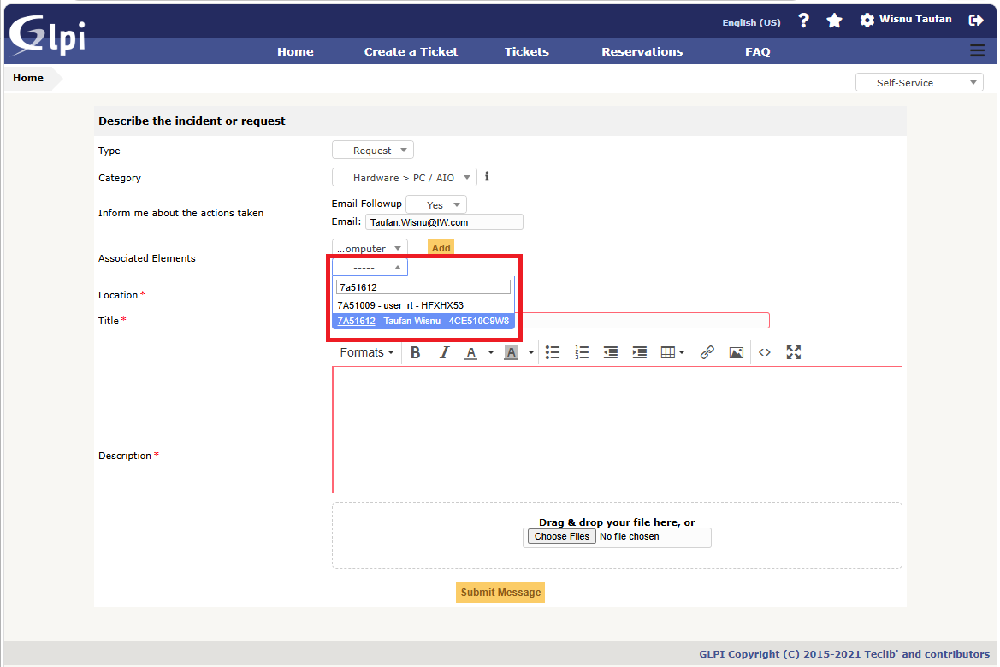 Glpi
English (US) ? Wisnu Taufan
Home Create a Ticket Tickets Reservations FAQ
Home
Self-Service
Describe the incident or request
Type Request
Category Hardware > PC / AIO i
Inform me about the actions taken
Email Followup Yes
Email: Taufan.Wisnu@IW.com
Associated Elements
...omputer Add
-----
7a51612
7A51009 - user_rt - HFXHX53
7A51612 - Taufan Wisnu - 4CE510C9W8
Location *
Title *
Formats B I A A
Description *
Drag & drop your file here, or
Choose Files No file chosen
Submit Message
GLPI Copyright (C) 2015-2021 Teclib' and contributors